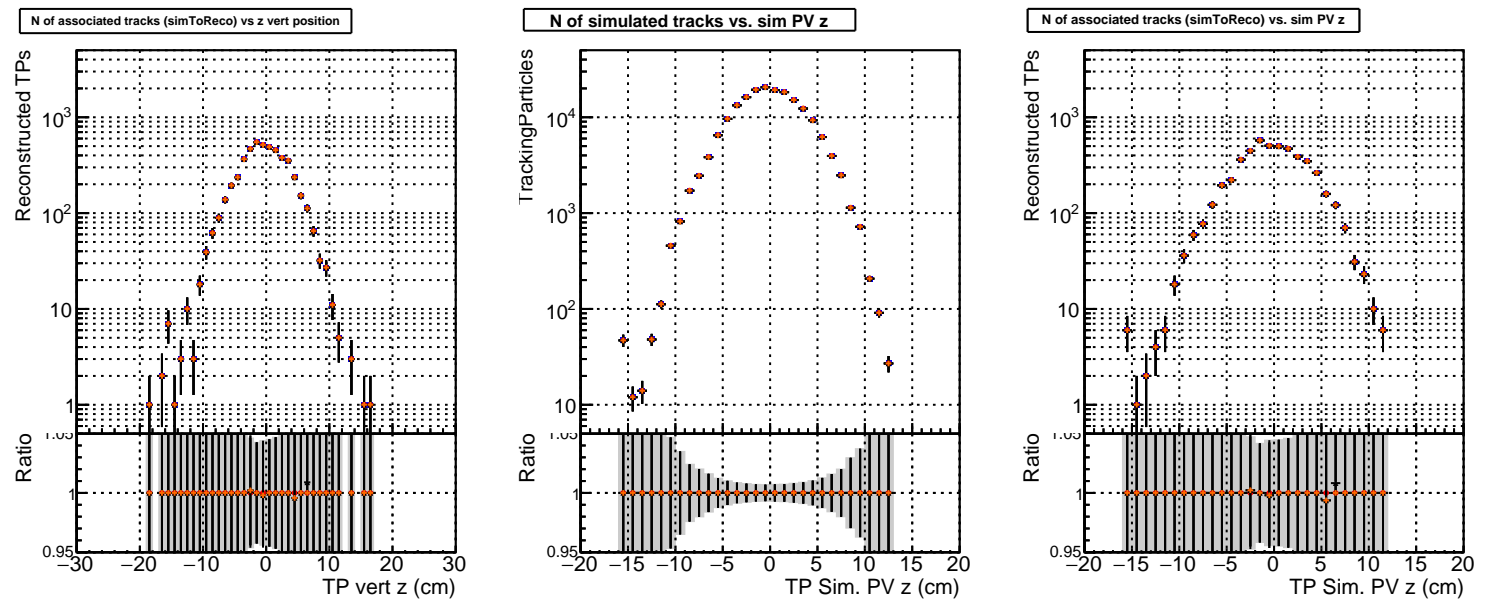 N of associated tracks (simToReco) vs z vert position
Reconstructed TPs
10³
10²
10
1
Ratio
1.05
1
0.95
−30 −20 −10 0 10 20 30
TP vert z (cm)
N of simulated tracks vs. sim PV z
TrackingParticles
10⁴
10³
10²
10
Ratio
1
−20 −15 −10 −5 0 5 10 15 20
TP Sim. PV z (cm)
N of associated tracks (simToReco) vs. sim PV z
Reconstructed TPs
10³
10²
10
1
Ratio
1.05
1
0.95
−20 −15 −10 −5 0 5 10 15 20
TP Sim. PV z (cm)